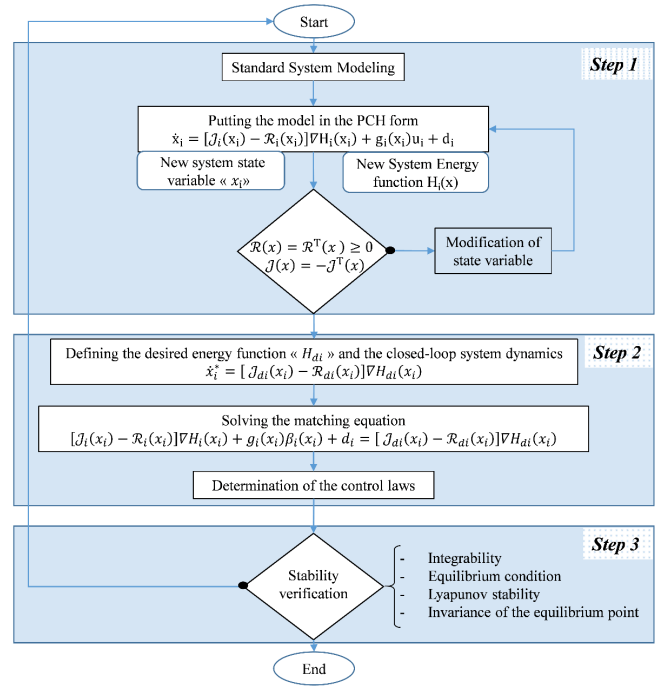 Start
Step 1
Standard System Modeling
Putting the model in the PCH form
ẋᵢ = [𝒥ᵢ(xᵢ) − ℛᵢ(xᵢ)]∇Hᵢ(xᵢ) + gᵢ(xᵢ)uᵢ + dᵢ
New system state
variable « xᵢ»
New System Energy
function Hᵢ(x)
ℛ(x) = ℛᵀ(x ) ≥ 0
𝒥(x) = −𝒥ᵀ(x)
Modification of
state variable
Step 2
Defining the desired energy function « H_di » and the closed-loop system dynamics
ẋᵢ* = [ 𝒥_di(xᵢ) − ℛ_di(xᵢ)]∇H_di(xᵢ)
Solving the matching equation
[𝒥ᵢ(xᵢ) − ℛᵢ(xᵢ)]∇Hᵢ(xᵢ) + gᵢ(xᵢ)βᵢ(xᵢ) + dᵢ = [ 𝒥_di(xᵢ) − ℛ_di(xᵢ)]∇H_di(xᵢ)
Determination of the control laws
Step 3
Stability
verification
- Integrability
- Equilibrium condition
- Lyapunov stability
- Invariance of the equilibrium point
End